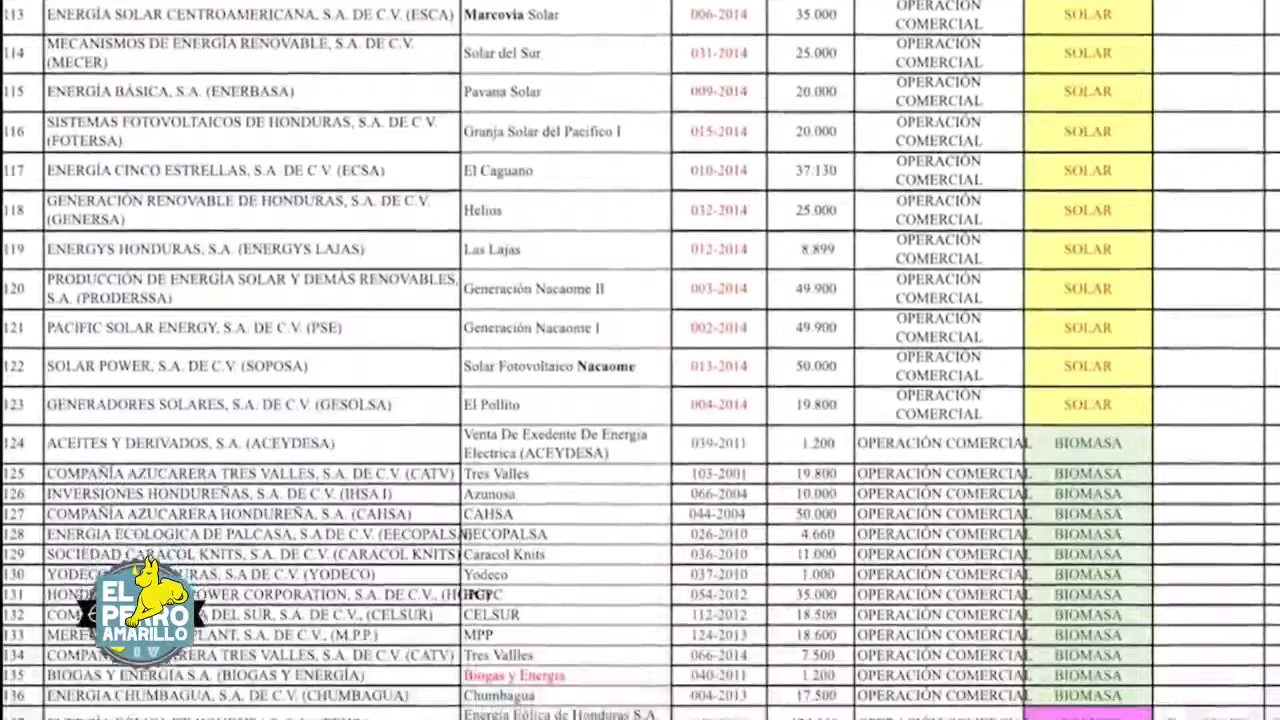 113 ENERGÍA SOLAR CENTROAMERICANA, S.A. DE C.V. (ESCA) Marcovia Solar 006-2014 35.000 OPERACIÓN COMERCIAL SOLAR
114 MECANISMOS DE ENERGÍA RENOVABLE, S.A. DE C.V. (MECER) Solar del Sur 031-2014 25.000 OPERACIÓN COMERCIAL SOLAR
115 ENERGÍA BÁSICA, S.A. (ENERBASA) Pavana Solar 009-2014 20.000 OPERACIÓN COMERCIAL SOLAR
116 SISTEMAS FOTOVOLTAICOS DE HONDURAS, S.A. DE C.V. (FOTERSA) Granja Solar del Pacifico I 015-2014 20.000 OPERACIÓN COMERCIAL SOLAR
117 ENERGÍA CINCO ESTRELLAS, S.A. DE C V. (ECSA) El Caguano 010-2014 37.130 OPERACIÓN COMERCIAL SOLAR
118 GENERACIÓN RENOVABLE DE HONDURAS, S.A. DE C.V. (GENERSA) Helios 032-2014 25.000 OPERACIÓN COMERCIAL SOLAR
119 ENERGYS HONDURAS, S.A. (ENERGYS LAJAS) Las Lajas 012-2014 8.899 OPERACIÓN COMERCIAL SOLAR
120 PRODUCCIÓN DE ENERGÍA SOLAR Y DEMÁS RENOVABLES, S.A. (PRODERSSA) Generación Nacaome II 003-2014 49.900 OPERACIÓN COMERCIAL SOLAR
121 PACIFIC SOLAR ENERGY, S.A. DE C.V. (PSE) Generación Nacaome I 002-2014 49.900 OPERACIÓN COMERCIAL SOLAR
122 SOLAR POWER, S.A. DE C.V (SOPOSA) Solar Fotovoltaico Nacaome 013-2014 50.000 OPERACIÓN COMERCIAL SOLAR
123 GENERADORES SOLARES, S.A. DE C.V. (GESOLSA) El Pollito 004-2014 19.800 OPERACIÓN COMERCIAL SOLAR
124 ACEITES Y DERIVADOS, S.A. (ACEYDESA) Venta De Exedente De Energia Electrica (ACEYDESA) 039-2011 1.200 OPERACIÓN COMERCIAL BIOMASA
125 COMPAÑÍA AZUCARERA TRES VALLES, S.A. DE C.V. (CATV) Tres Valles 103-2001 19.800 OPERACIÓN COMERCIAL BIOMASA
126 INVERSIONES HONDUREÑAS, S.A. DE C.V. (IHSA I) Azunosa 066-2004 10.000 OPERACIÓN COMERCIAL BIOMASA
127 COMPAÑÍA AZUCARERA HONDUREÑA, S.A. (CAHSA) CAHSA 044-2004 50.000 OPERACIÓN COMERCIAL BIOMASA
128 ENERGIA ECOLOGICA DE PALCASA, S.A DE C.V. (EECOPALSA) EECOPALSA 026-2010 4.660 OPERACIÓN COMERCIAL BIOMASA
129 SOCIEDAD CARACOL KNITS, S.A. DE C.V. (CARACOL KNITS) Caracol Knits 036-2010 11.000 OPERACIÓN COMERCIAL BIOMASA
130 S.A DE C.V. (YODECO) Yodeco 037-2010 1.000 OPERACIÓN COMERCIAL BIOMASA
131 POWER CORPORATION, S.A. DE C.V., 054-2012 35.000 OPERACIÓN COMERCIAL BIOMASA
132 DEL SUR, S.A. DE C.V., (CELSUR) CELSUR 112-2012 18.500 OPERACIÓN COMERCIAL BIOMASA
133 PLANT, S.A. DE C.V., (M.P.P.) MPP 124-2013 18.600 OPERACIÓN COMERCIAL BIOMASA
134 TRES VALLES, S.A. DE C.V. (CATV) Tres Vallles 066-2014 7.500 OPERACIÓN COMERCIAL BIOMASA
135 BIOGAS Y ENERGIA S.A. (BIOGAS Y ENERGÍA) Biogas y Energia 040-2011 1.200 OPERACIÓN COMERCIAL BIOMASA
136 ENERGIA CHUMBAGUA, S.A. DE C.V. (CHUMBAGUA) Chumbagua 004-2013 17.500 OPERACIÓN COMERCIAL BIOMASA
Energia Eólica de Honduras S.A.
EL PERRO AMARILLO TV